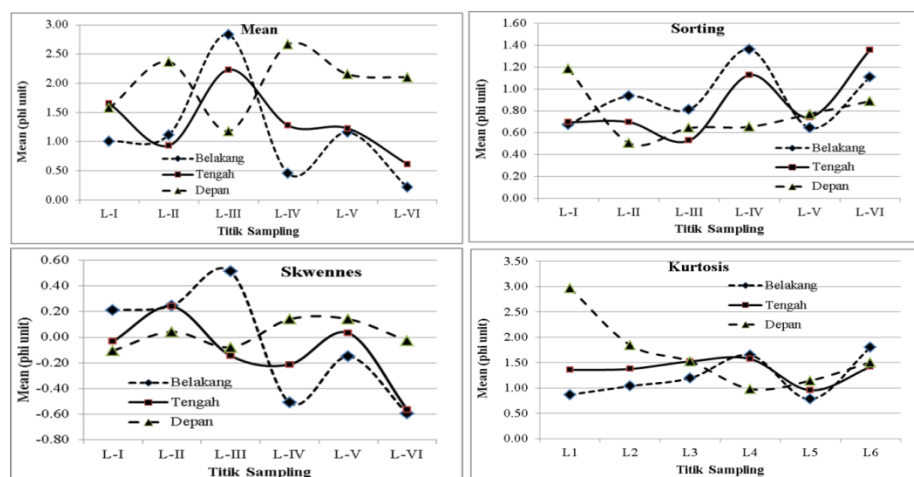 Mean
Mean (phi unit)
3.00
2.50
2.00
1.50
1.00
0.50
0.00
Belakang
Tengah
Depan
L-I L-II L-III L-IV L-V L-VI
Titik Sampling
Sorting
Mean (phi unit)
1.60
1.40
1.20
1.00
0.80
0.60
0.40
0.20
0.00
Belakang
Tengah
Depan
L-I L-II L-III L-IV L-V L-VI
Titik Sampling
Skwennes
Mean (phi unit)
0.60
0.40
0.20
0.00
-0.20
-0.40
-0.60
-0.80
Belakang
Tengah
Depan
L-I L-II L-III L-IV L-V L-VI
Titik Sampling
Kurtosis
Mean (phi unit)
3.50
3.00
2.50
2.00
1.50
1.00
0.50
0.00
Belakang
Tengah
Depan
L1 L2 L3 L4 L5 L6
Titik Sampling